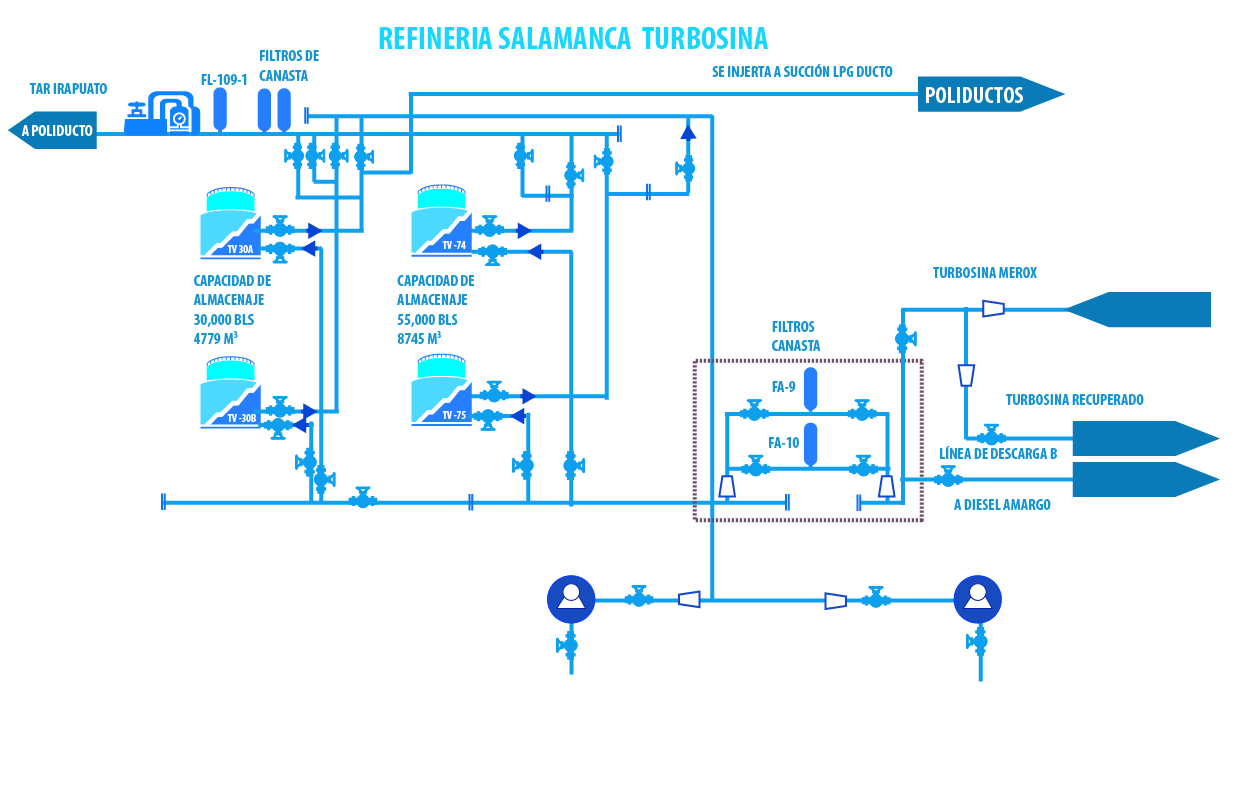 REFINERIA SALAMANCA TURBOSINA
TAR IRAPUATO
A POLIDUCTO
FL-109-1
FILTROS DE
CANASTA
SE INJERTA A SUCCIÓN LPG DUCTO
POLIDUCTOS
TV 30A
CAPACIDAD DE
ALMACENAJE
30,000 BLS
4779 M³
TV -74
CAPACIDAD DE
ALMACENAJE
55,000 BLS
8745 M³
TV -30B
TV -75
FILTROS
CANASTA
FA-9
FA-10
TURBOSINA MEROX
TURBOSINA RECUPERADO
LÍNEA DE DESCARGA B
A DIESEL AMARGO